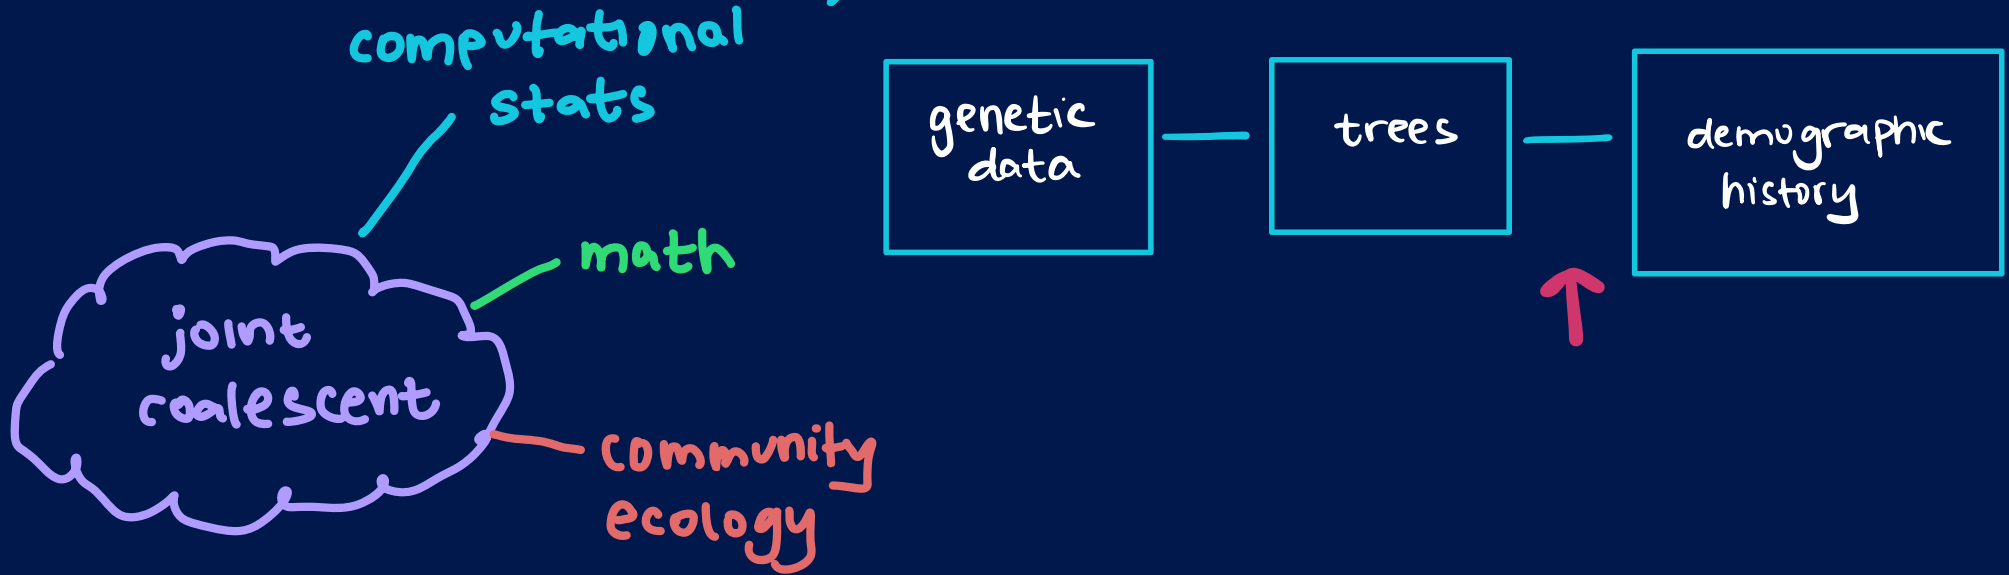 computational
stats
math
joint
coalescent
community
ecology
genetic
data
trees
demographic
history